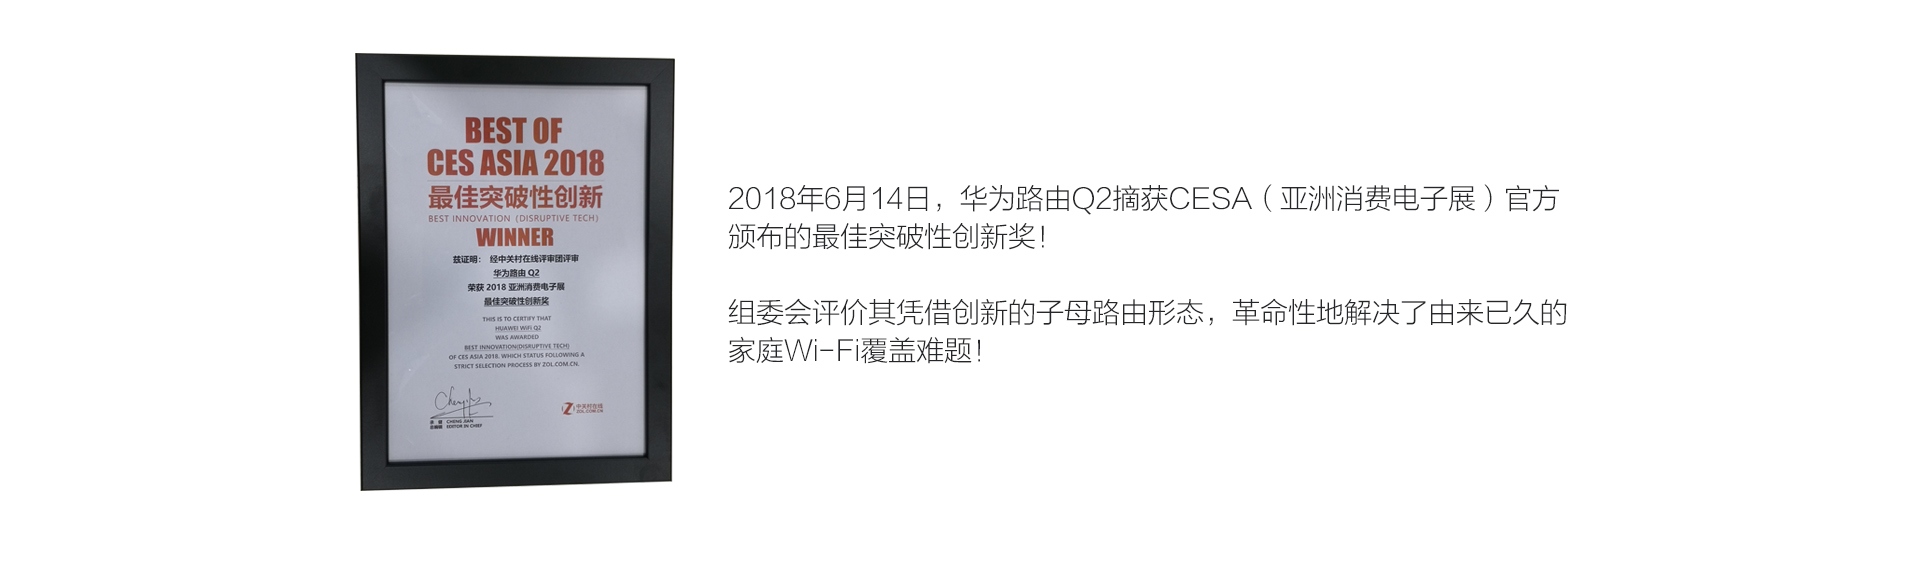 BEST OF
CES ASIA 2018
最佳突破性创新
BEST INNOVATION (DISRUPTIVE TECH)
WINNER
兹证明： 经中关村在线评审团评审
华为路由 Q2
荣获 2018 亚洲消费电子展
最佳突破性创新奖
THIS IS TO CERTIFY THAT
HUAWEI WiFi Q2
WAS AWARDED
BEST INNOVATION(DISRUPTIVE TECH)
OF CES ASIA 2018. WHICH STATUS FOLLOWING A
STRICT SELECTION PROCESS BY ZOL.COM.CN.
CHENG JIAN
总编辑 EDITOR IN CHIEF
Z 中关村在线
ZOL.COM.CN
2018年6月14日，华为路由Q2摘获CESA（亚洲消费电子展）官方
颁布的最佳突破性创新奖！
组委会评价其凭借创新的子母路由形态，革命性地解决了由来已久的
家庭Wi-Fi覆盖难题！